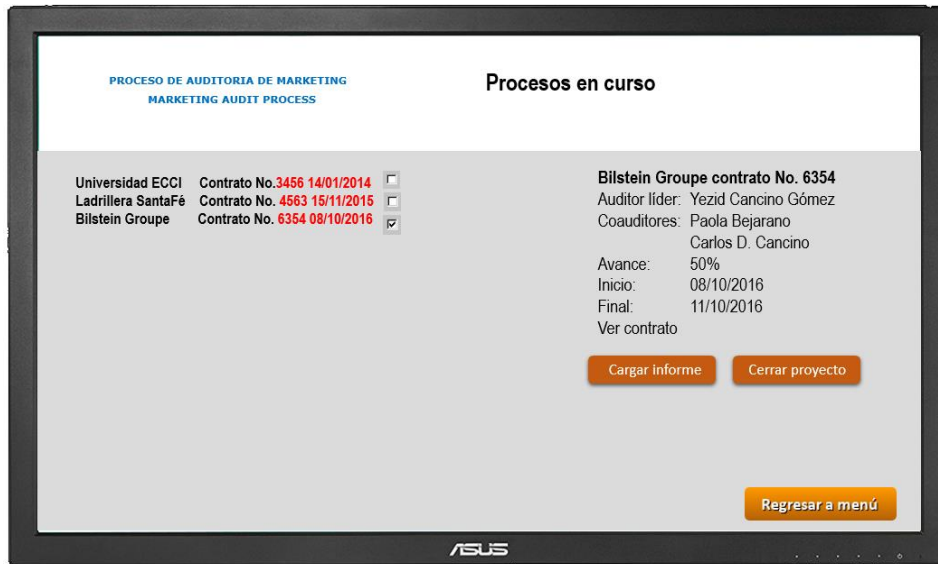 PROCESO DE AUDITORIA DE MARKETING
MARKETING AUDIT PROCESS
Procesos en curso
Universidad ECCI Contrato No.3456 14/01/2014
Ladrillera SantaFé Contrato No. 4563 15/11/2015
Bilstein Groupe Contrato No. 6354 08/10/2016
Bilstein Groupe contrato No. 6354
Auditor líder: Yezid Cancino Gómez
Coauditores: Paola Bejarano
Carlos D. Cancino
Avance: 50%
Inicio: 08/10/2016
Final: 11/10/2016
Ver contrato
Cargar informe
Cerrar proyecto
Regresar a menú
ASUS